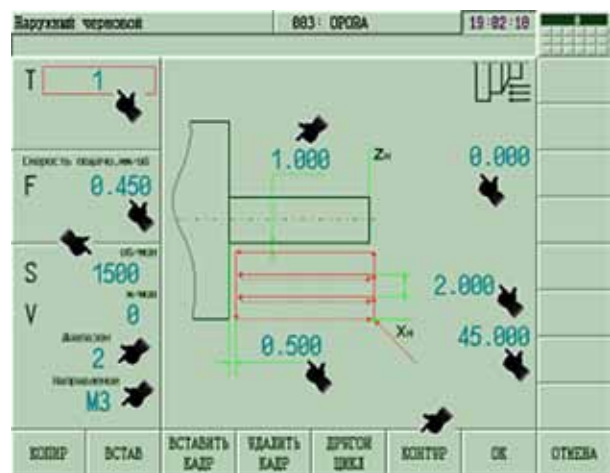 Наружный черновой 003: OPORA 19:02:10
T 1
Скорость подачи, мм/об
F 0.450
об/мин
S 1500
м/мин
V 0
Диапазон
2
Направление
M3
1.000 Zн 0.000
2.000
Xн 45.000
0.500
КОПИР ВСТАВ ВСТАВИТЬ КАДР УДАЛИТЬ КАДР ДРУГОЙ ЦИКЛ КОНТУР ОК ОТМЕНА